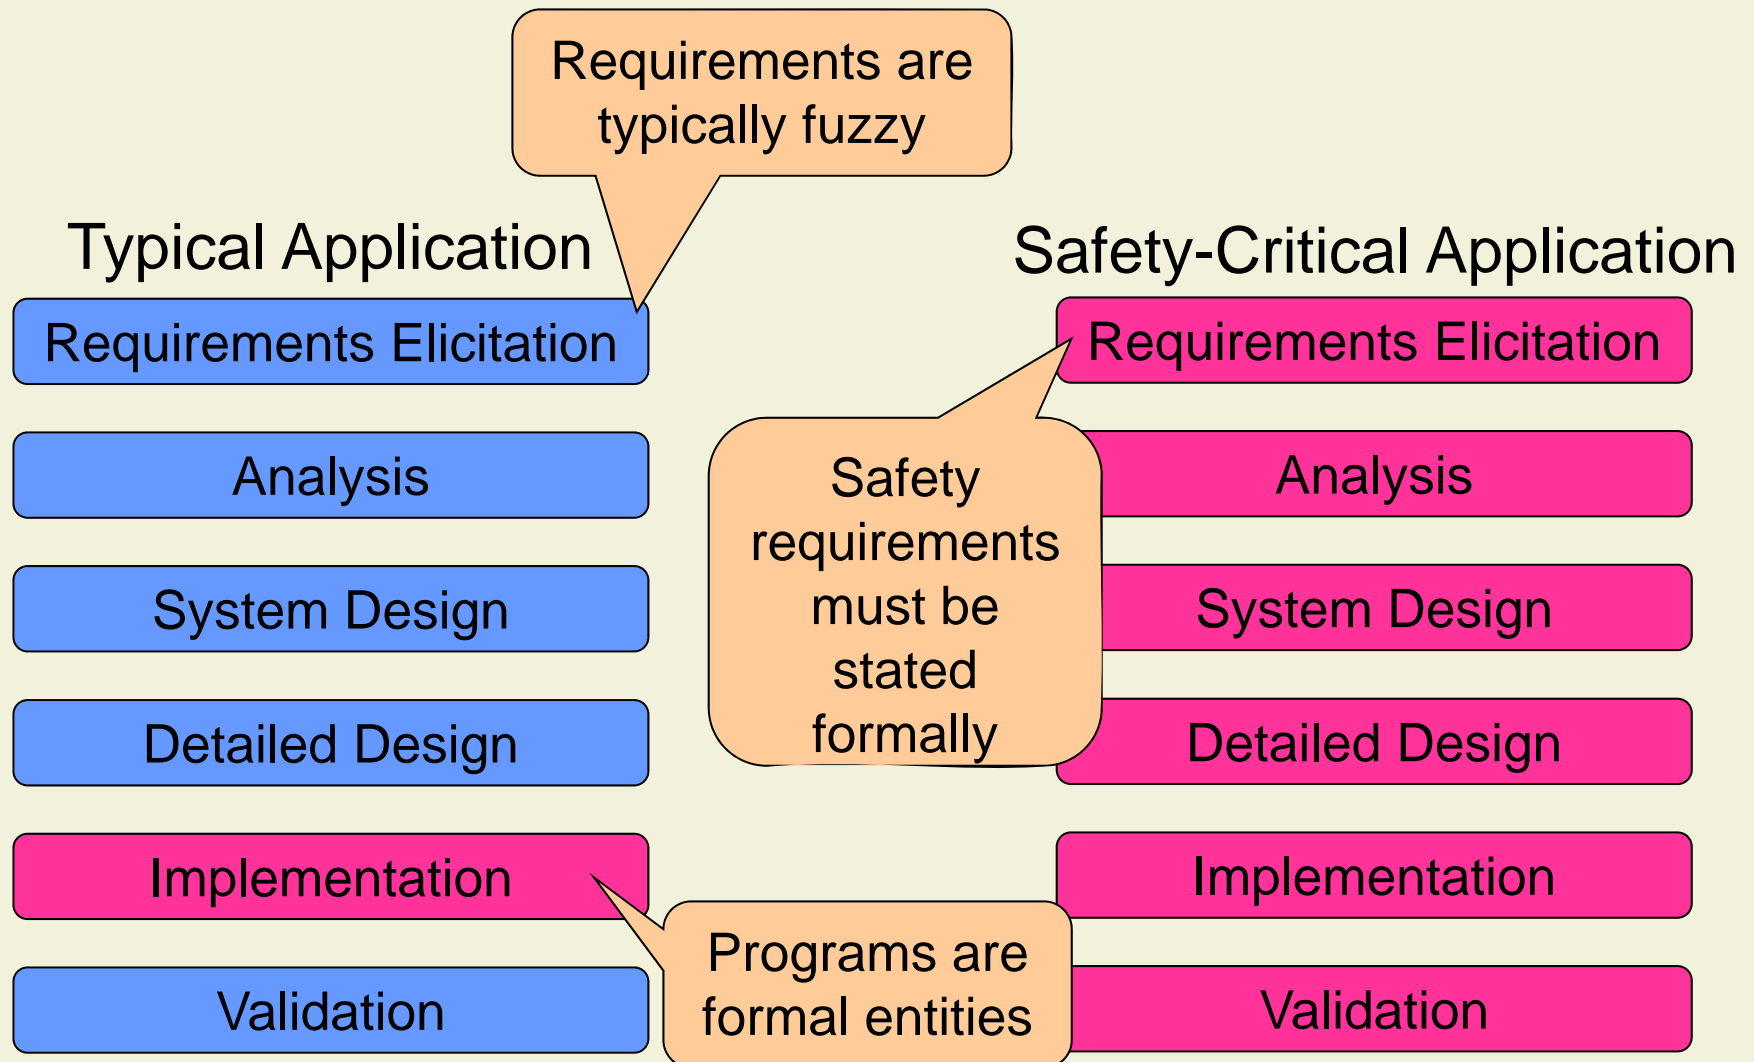 Requirements are
typically fuzzy
Typical Application
Safety-Critical Application
Requirements Elicitation
Analysis
System Design
Detailed Design
Implementation
Validation
Safety
requirements
must be
stated
formally
Programs are
formal entities
Requirements Elicitation
Analysis
System Design
Detailed Design
Implementation
Validation